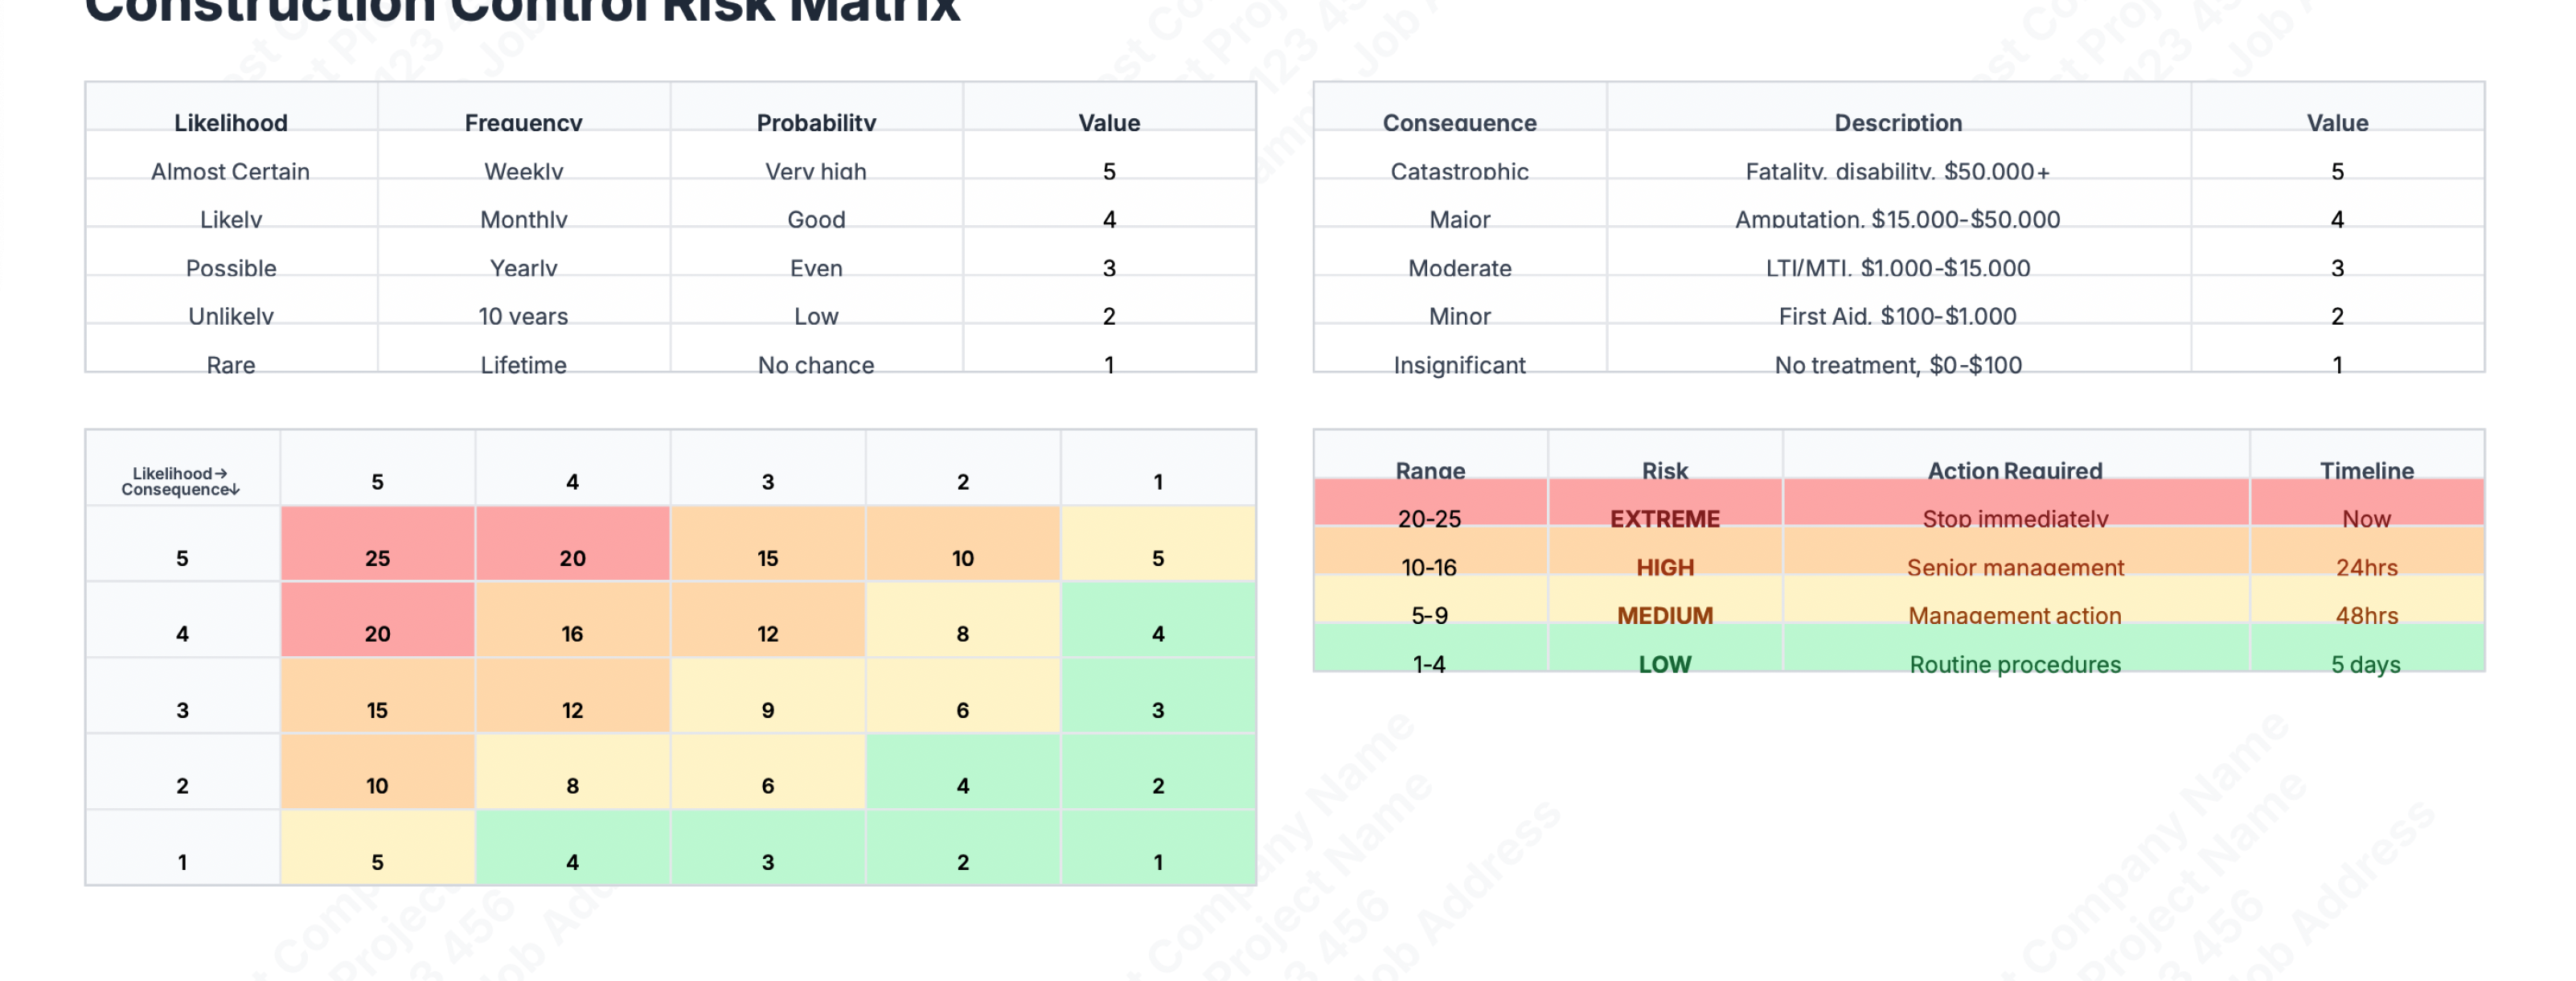 Construction Control Risk Matrix
Likelihood Frequency Probability Value
Almost Certain Weekly Very high 5
Likely Monthly Good 4
Possible Yearly Even 3
Unlikely 10 years Low 2
Rare Lifetime No chance 1
Consequence Description Value
Catastrophic Fatality, disability, $50,000+ 5
Major Amputation, $15,000-$50,000 4
Moderate LTI/MTI, $1,000-$15,000 3
Minor First Aid, $100-$1,000 2
Insignificant No treatment, $0-$100 1
Likelihood→
Consequence↓
5 4 3 2 1
5 25 20 15 10 5
4 20 16 12 8 4
3 15 12 9 6 3
2 10 8 6 4 2
1 5 4 3 2 1
Range Risk Action Required Timeline
20-25 EXTREME Stop immediately Now
10-16 HIGH Senior management 24hrs
5-9 MEDIUM Management action 48hrs
1-4 LOW Routine procedures 5 days
Company Name
Project Name
456
Job Address
Company Name
Project Name
456
Job Address